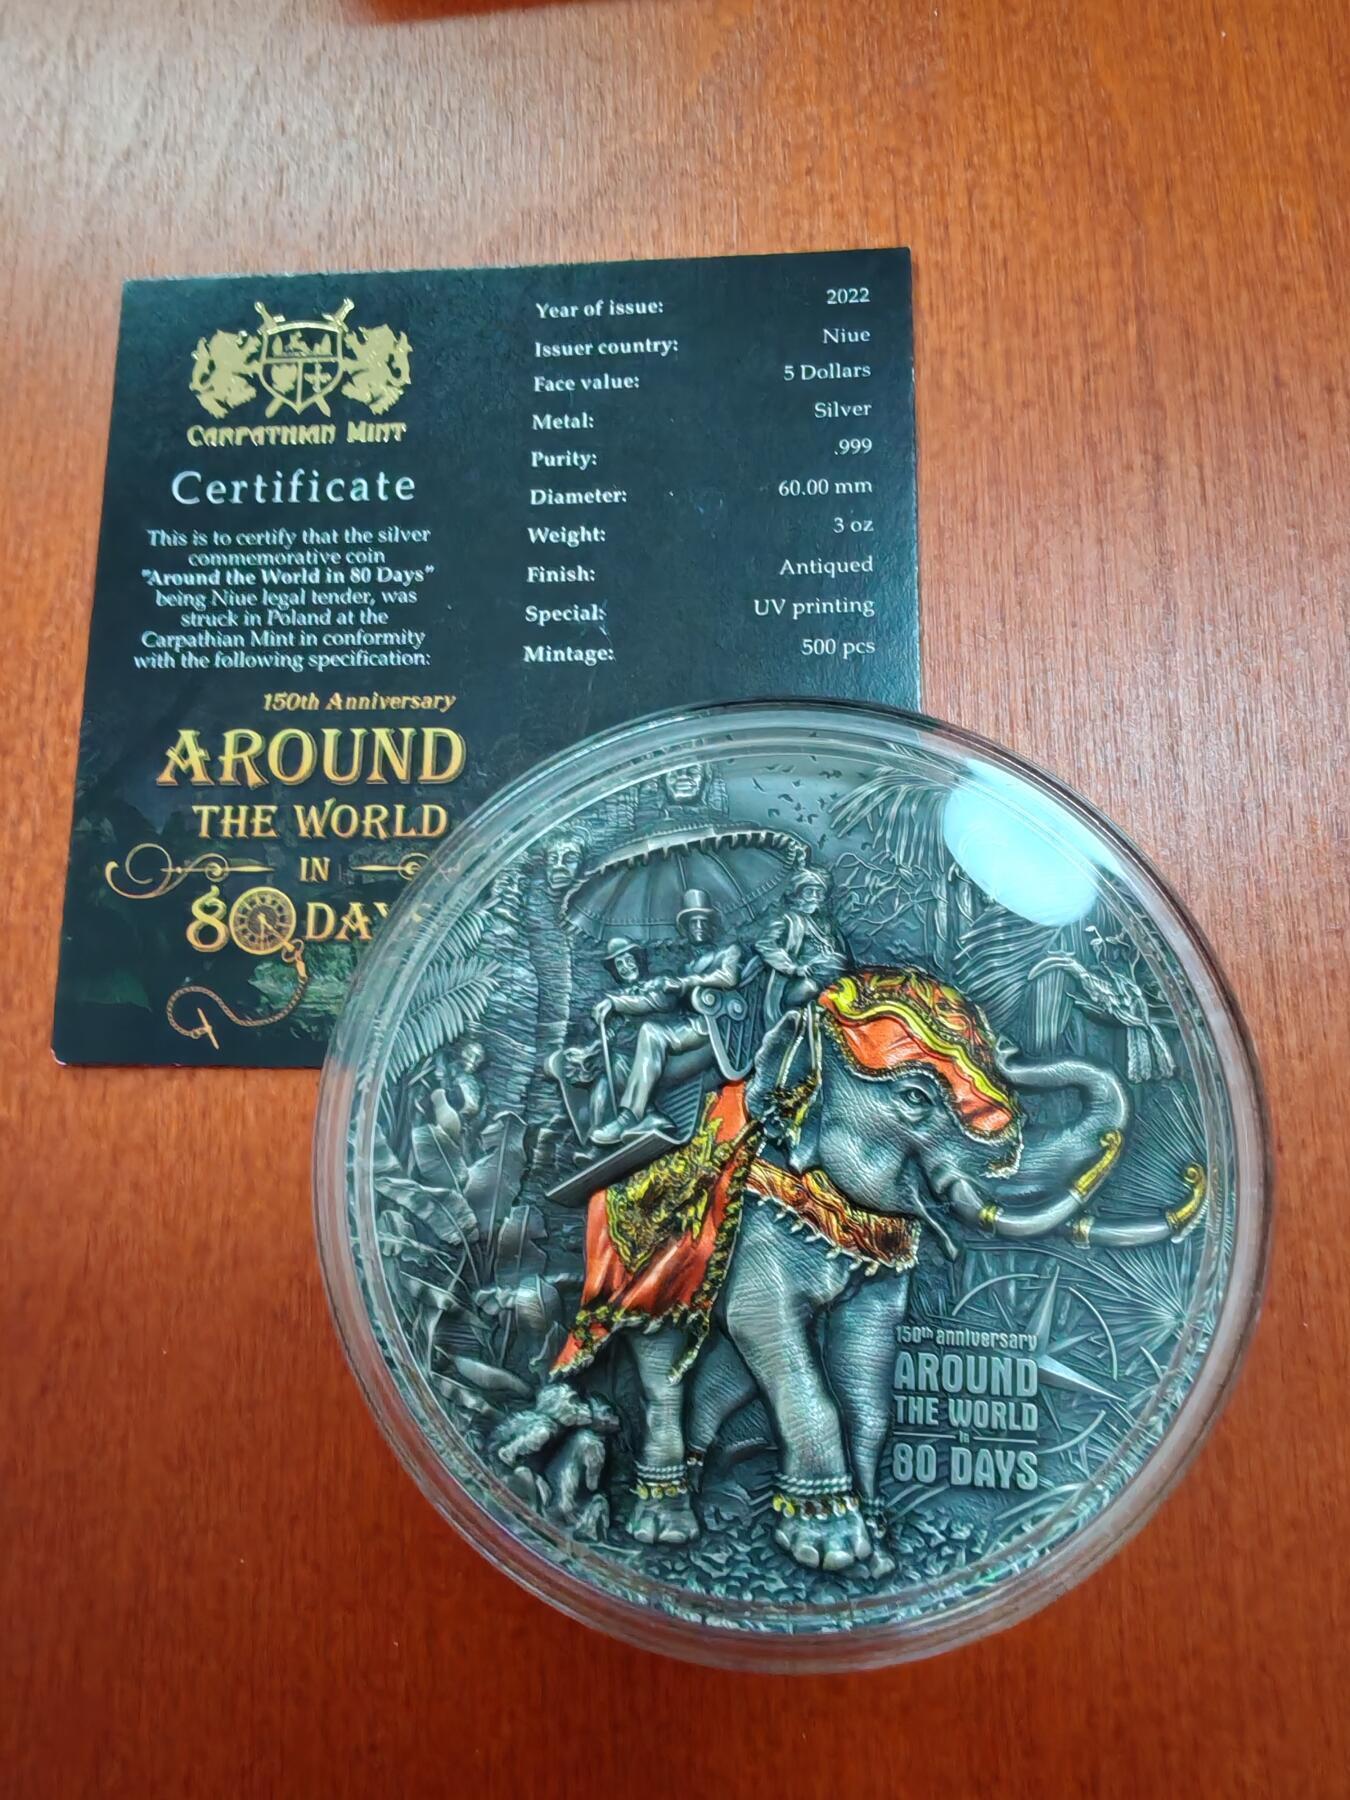 CARPATHIAN MINT
Certificate
This is to certify that the silver
commemorative coin
"Around the World in 80 Days"
being Niue legal tender, was
struck in Poland at the
Carpathian Mint in conformity
with the following specification:
150th Anniversary
AROUND
THE WORLD
IN
80 DAYS
Year of issue: 2022
Issuer country: Niue
Face value: 5 Dollars
Metal: Silver
Purity: .999
Diameter: 60.00 mm
Weight: 3 oz
Finish: Antiqued
Special: UV printing
Mintage: 500 pcs
150th anniversary
AROUND
THE WORLD
in
80 DAYS